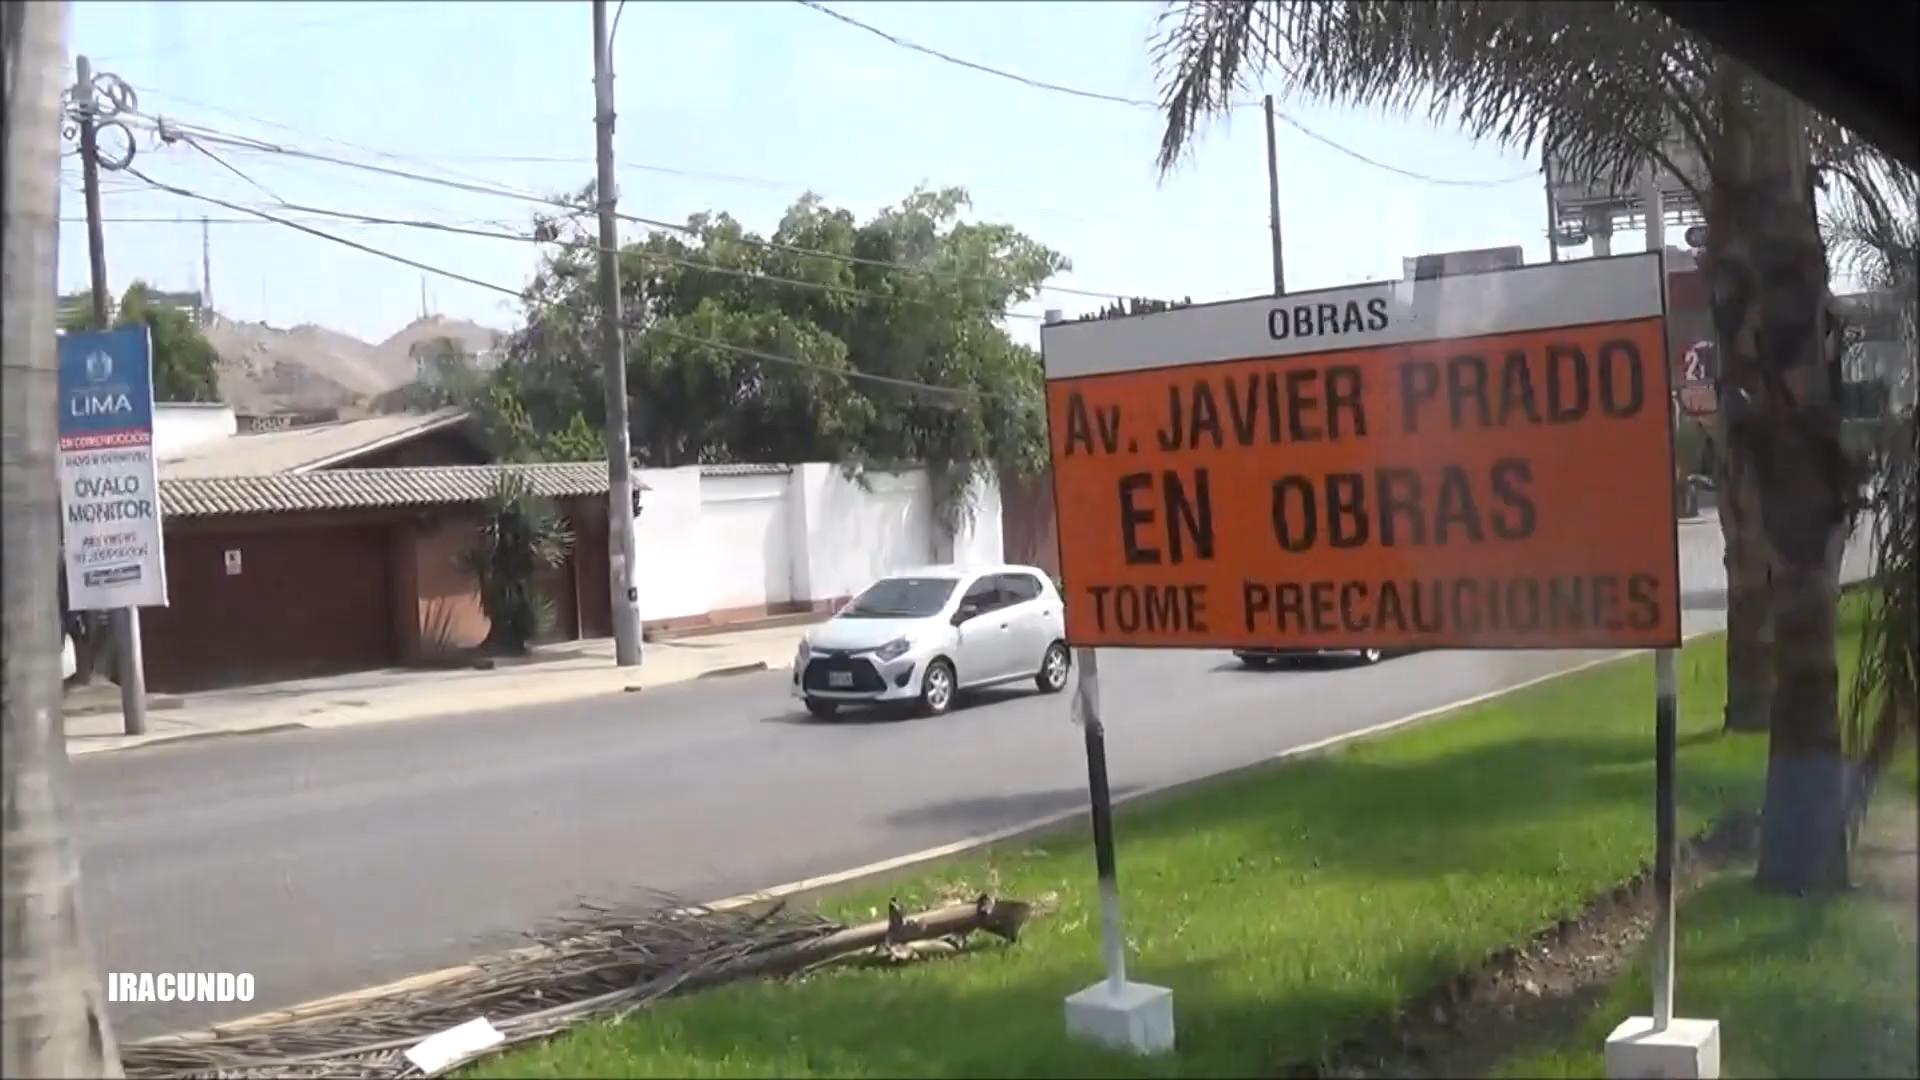 LIMA
OVALO
MONITOR
OBRAS
Av. JAVIER PRADO
EN OBRAS
TOME PRECAUCIONES
IRACUNDO